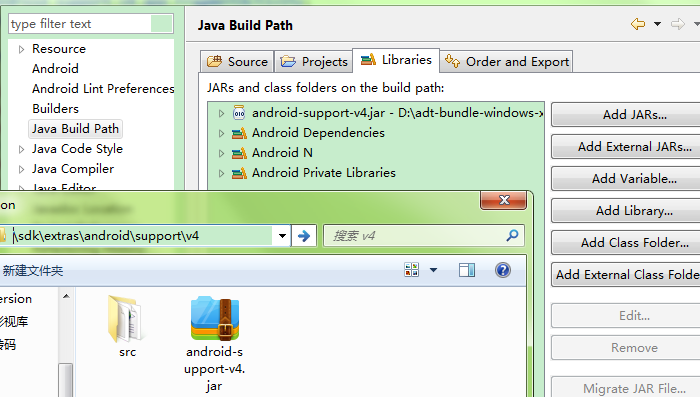 type filter text
Resource
Android
Android Lint Preferences
Builders
Java Build Path
Java Code Style
Java Compiler
Java Editor
Java Build Path
Source
Projects
Libraries
Order and Export
JARs and class folders on the build path:
android-support-v4.jar - D:\adt-bundle-windows-x
Android Dependencies
Android N
Android Private Libraries
Add JARs...
Add External JARs...
Add Variable...
Add Library...
Add Class Folder...
Add External Class Folde
Edit...
Remove
Migrate JAR File...
on
\sdk\extras\android\support\v4
搜索 v4
新建文件夹
ersion
影视库
转码
src
android-s
upport-v4.
jar